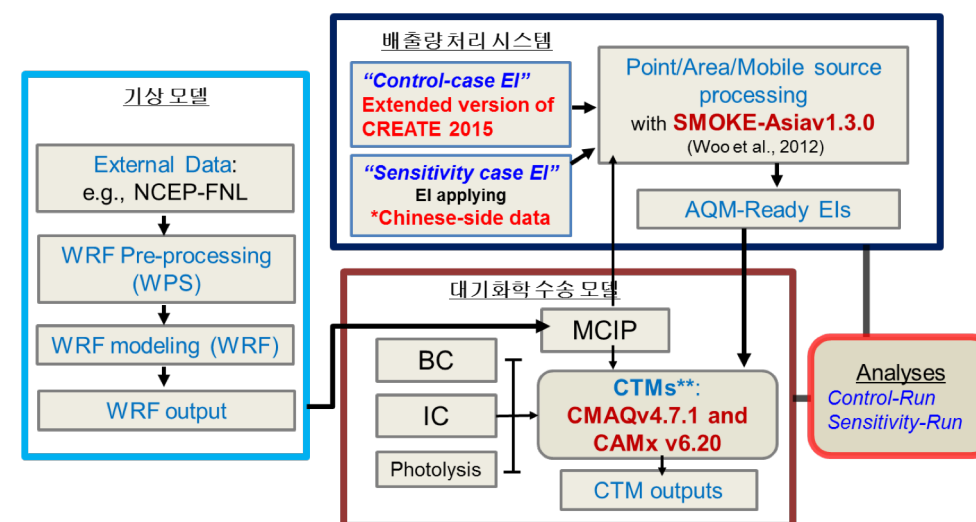 기상 모델
External Data:
e.g., NCEP-FNL
WRF Pre-processing
(WPS)
WRF modeling (WRF)
WRF output
배출량 처리 시스템
“Control-case EI”
Extended version of
CREATE 2015
“Sensitivity case EI”
EI applying
*Chinese-side data
Point/Area/Mobile source
processing
with SMOKE-Asiav1.3.0
(Woo et al., 2012)
AQM-Ready EIs
대기화학 수송 모델
MCIP
BC
IC
Photolysis
CTMs**:
CMAQv4.7.1 and
CAMx v6.20
CTM outputs
Analyses
Control-Run
Sensitivity-Run